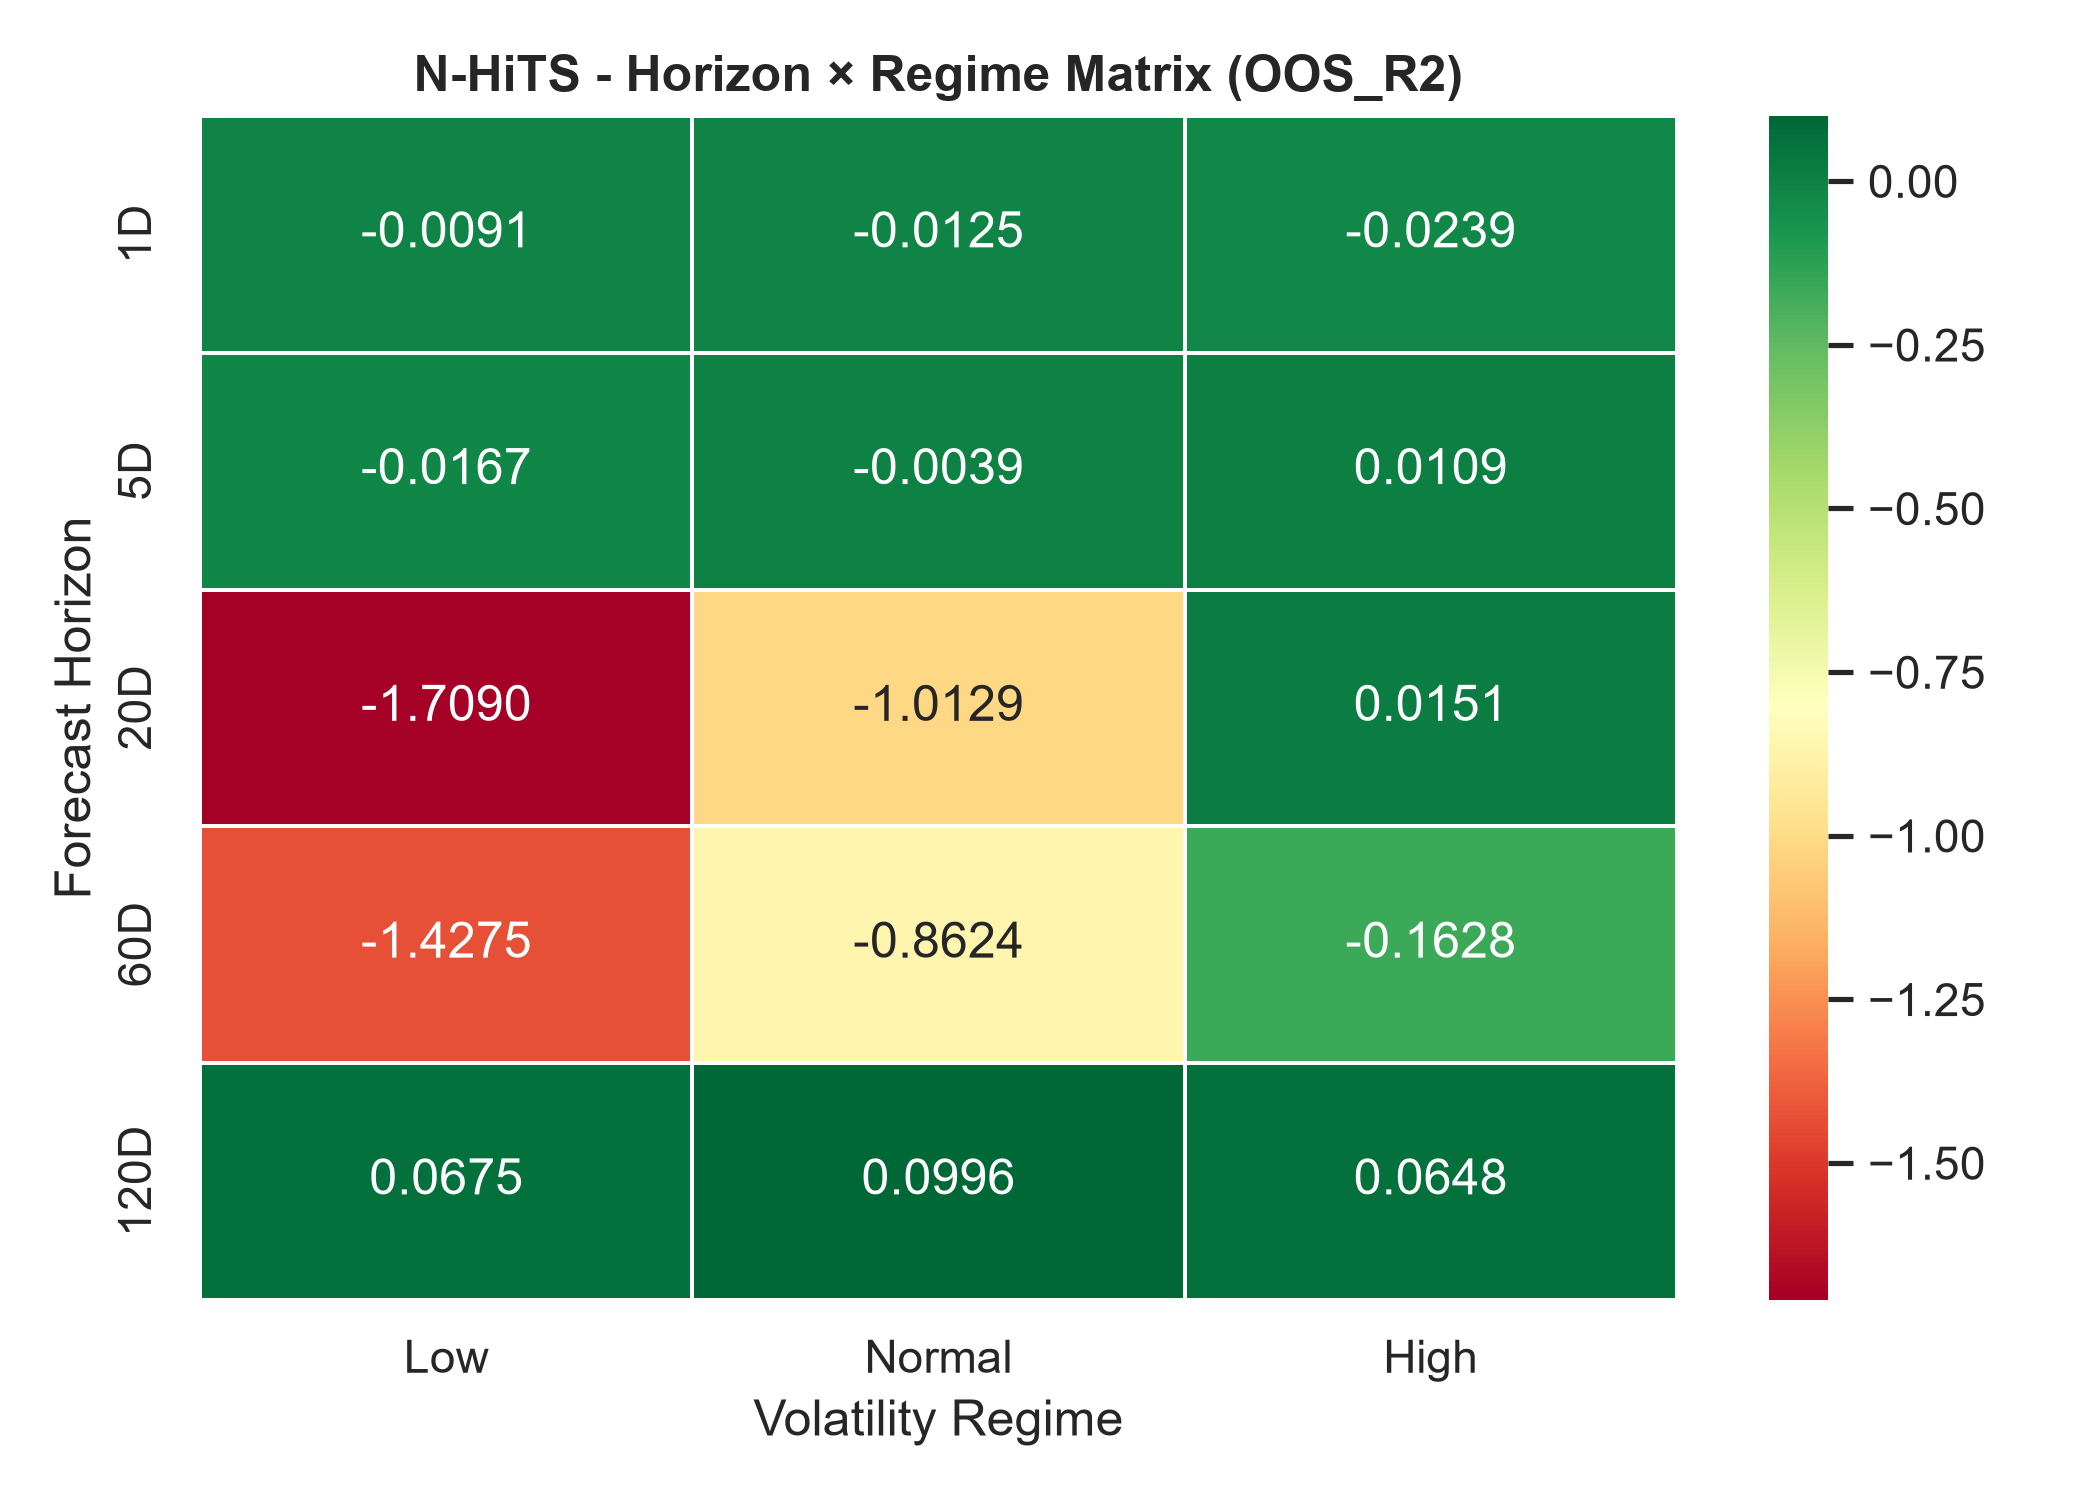 N-HiTS - Horizon × Regime Matrix (OOS_R2)
Forecast Horizon
1D
-0.0091 -0.0125 -0.0239
5D
-0.0167 -0.0039 0.0109
20D
-1.7090 -1.0129 0.0151
60D
-1.4275 -0.8624 -0.1628
120D
0.0675 0.0996 0.0648
Low Normal High
Volatility Regime
0.00
−0.25
−0.50
−0.75
−1.00
−1.25
−1.50